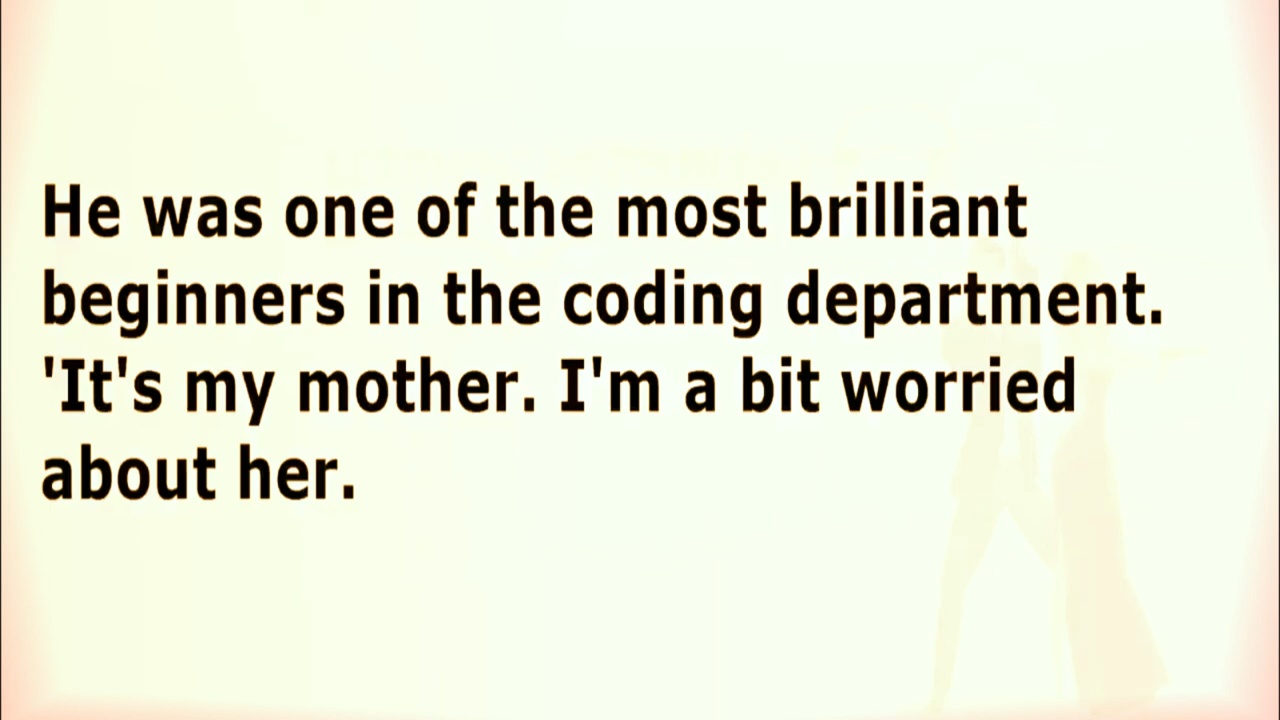 He was one of the most brilliant
beginners in the coding department.
'It's my mother. I'm a bit worried
about her.